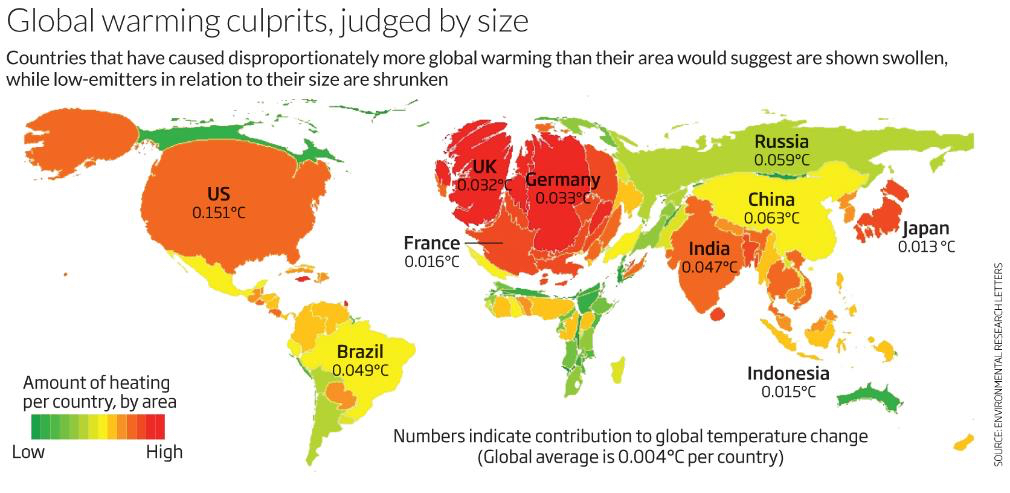 Global warming culprits, judged by size
Countries that have caused disproportionately more global warming than their area would suggest are shown swollen,
while low-emitters in relation to their size are shrunken
US
0.151°C
UK
0.032°C
Germany
0.033°C
France
0.016°C
Russia
0.059°C
China
0.063°C
Japan
0.013 °C
India
0.047°C
Brazil
0.049°C
Indonesia
0.015°C
Amount of heating
per country, by area
Low High
Numbers indicate contribution to global temperature change
(Global average is 0.004°C per country)
SOURCE: ENVIRONMENTAL RESEARCH LETTERS